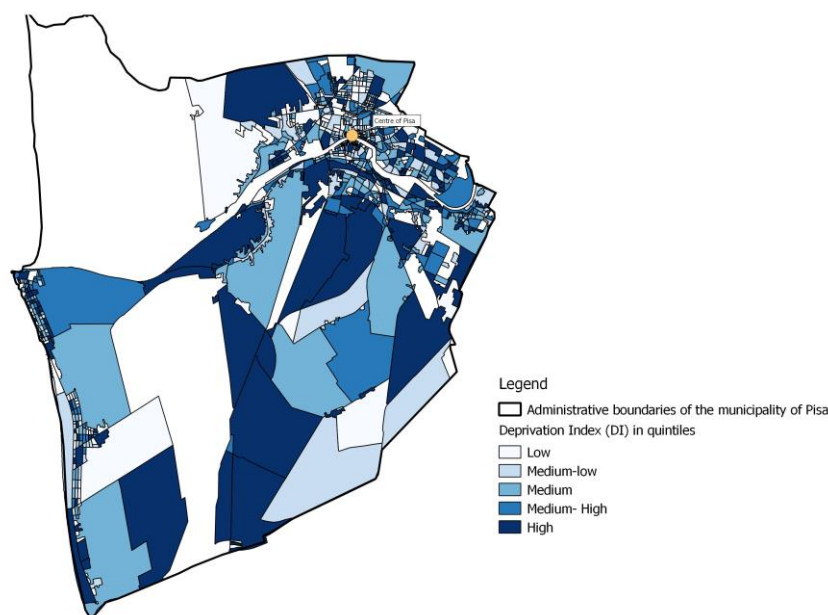 Centre of Pisa
Legend
Administrative boundaries of the municipality of Pisa
Deprivation Index (DI) in quintiles
Low
Medium-low
Medium
Medium- High
High